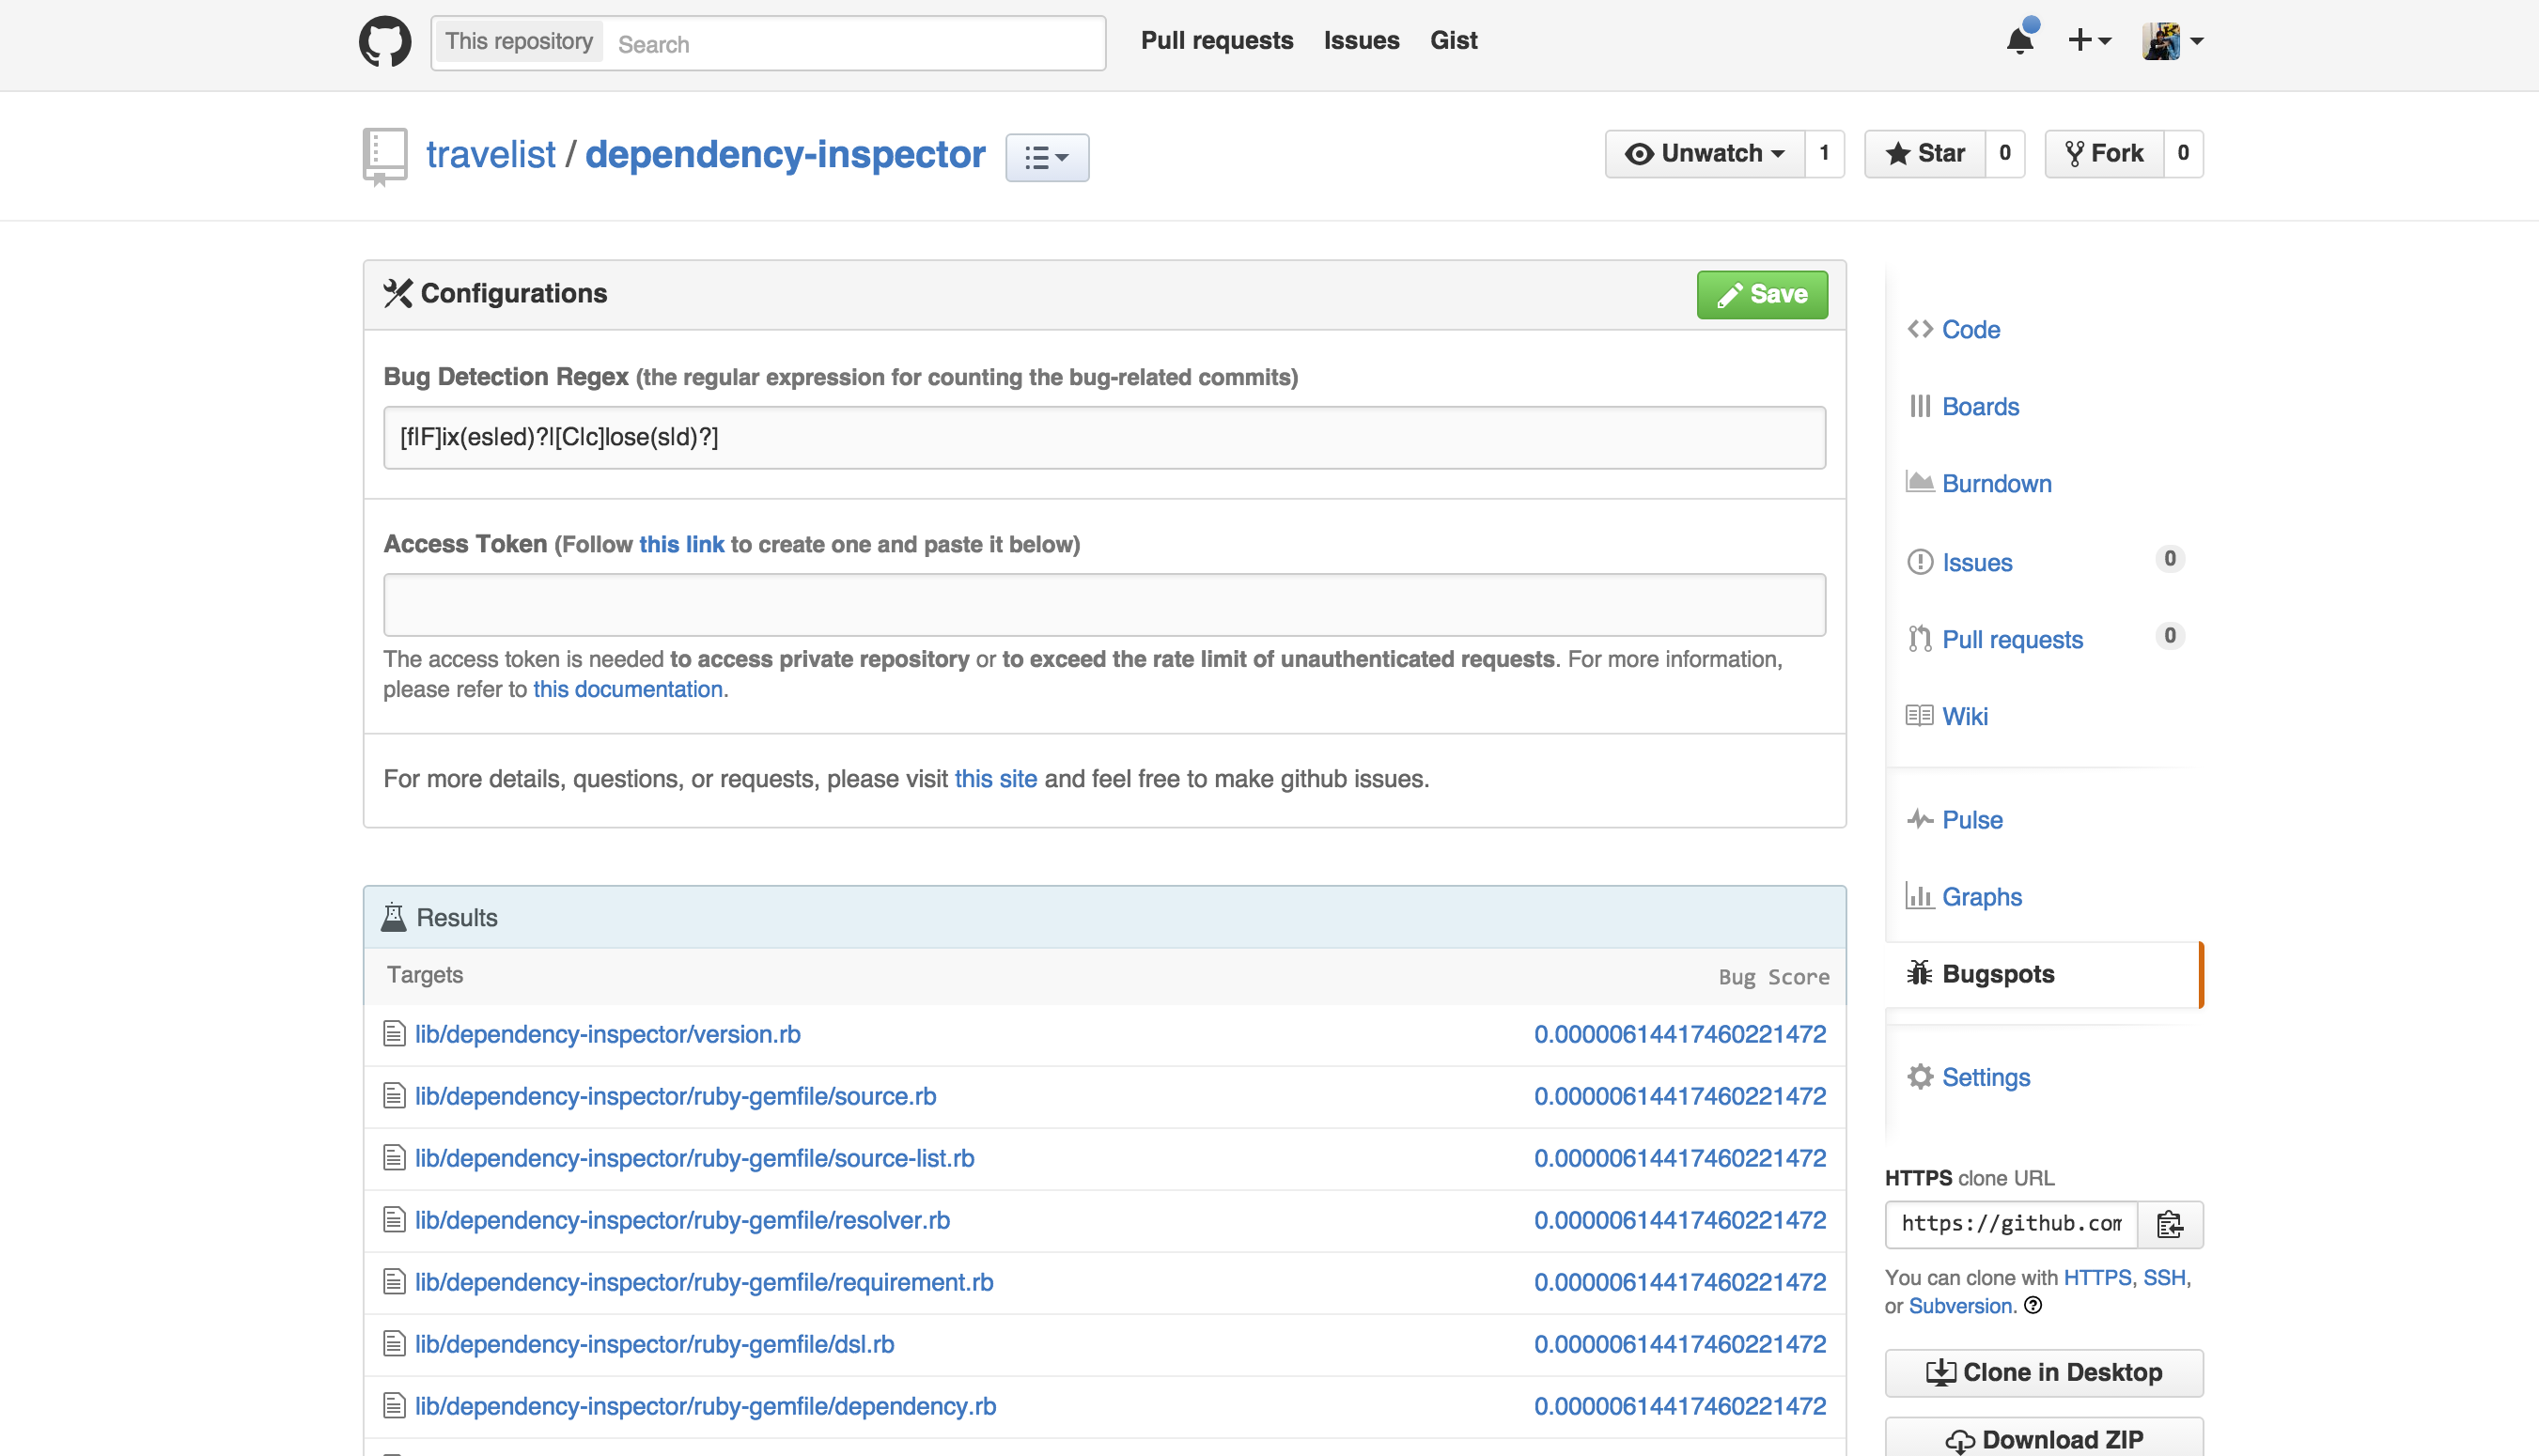 This repository Search Pull requests Issues Gist
travelist / dependency-inspector Unwatch 1 Star 0 Fork 0
Configurations Save
Bug Detection Regex (the regular expression for counting the bug-related commits)
[f|F]ix(es|ed)?|[C|c]lose(s|d)?]
Access Token (Follow this link to create one and paste it below)
The access token is needed to access private repository or to exceed the rate limit of unauthenticated requests. For more information,
please refer to this documentation.
For more details, questions, or requests, please visit this site and feel free to make github issues.
Results
Targets Bug Score
lib/dependency-inspector/version.rb 0.00000614417460221472
lib/dependency-inspector/ruby-gemfile/source.rb 0.00000614417460221472
lib/dependency-inspector/ruby-gemfile/source-list.rb 0.00000614417460221472
lib/dependency-inspector/ruby-gemfile/resolver.rb 0.00000614417460221472
lib/dependency-inspector/ruby-gemfile/requirement.rb 0.00000614417460221472
lib/dependency-inspector/ruby-gemfile/dsl.rb 0.00000614417460221472
lib/dependency-inspector/ruby-gemfile/dependency.rb 0.00000614417460221472
Code
Boards
Burndown
Issues 0
Pull requests 0
Wiki
Pulse
Graphs
Bugspots
Settings
HTTPS clone URL
https://github.com
You can clone with HTTPS, SSH,
or Subversion.
Clone in Desktop
Download ZIP